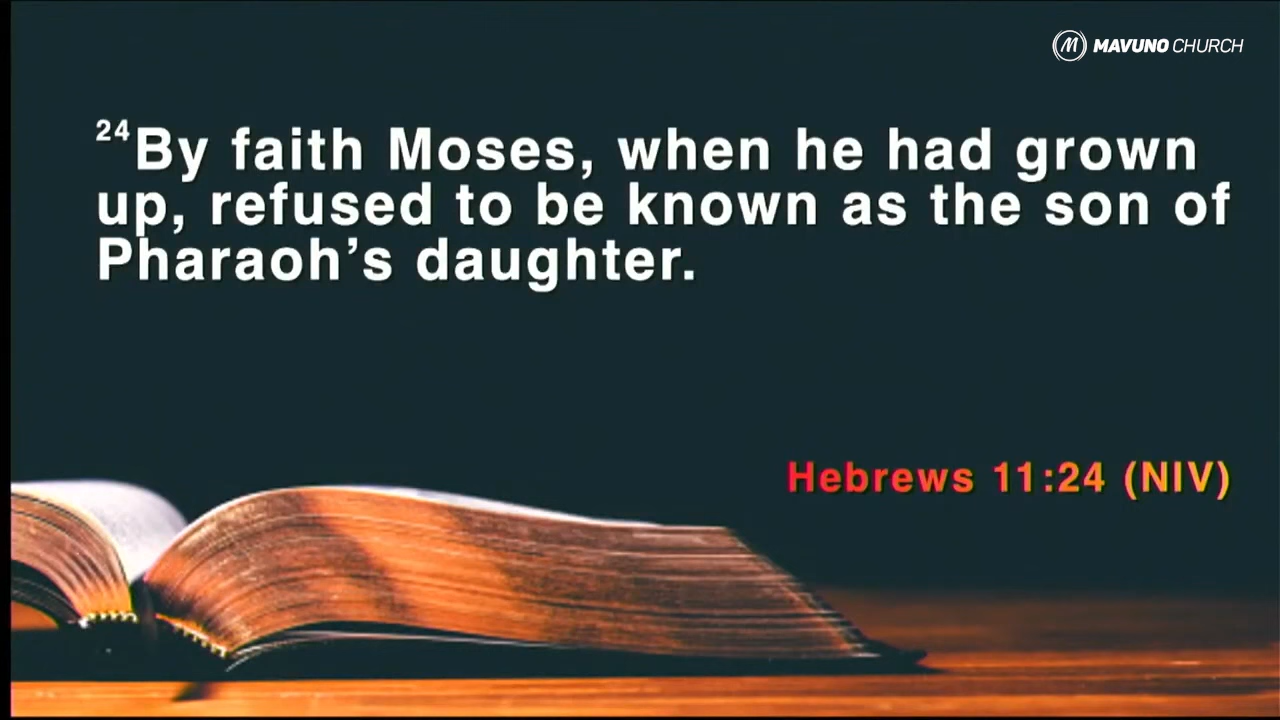 MAVUNO CHURCH
24By faith Moses, when he had grown
up, refused to be known as the son of
Pharaoh’s daughter.
Hebrews 11:24 (NIV)